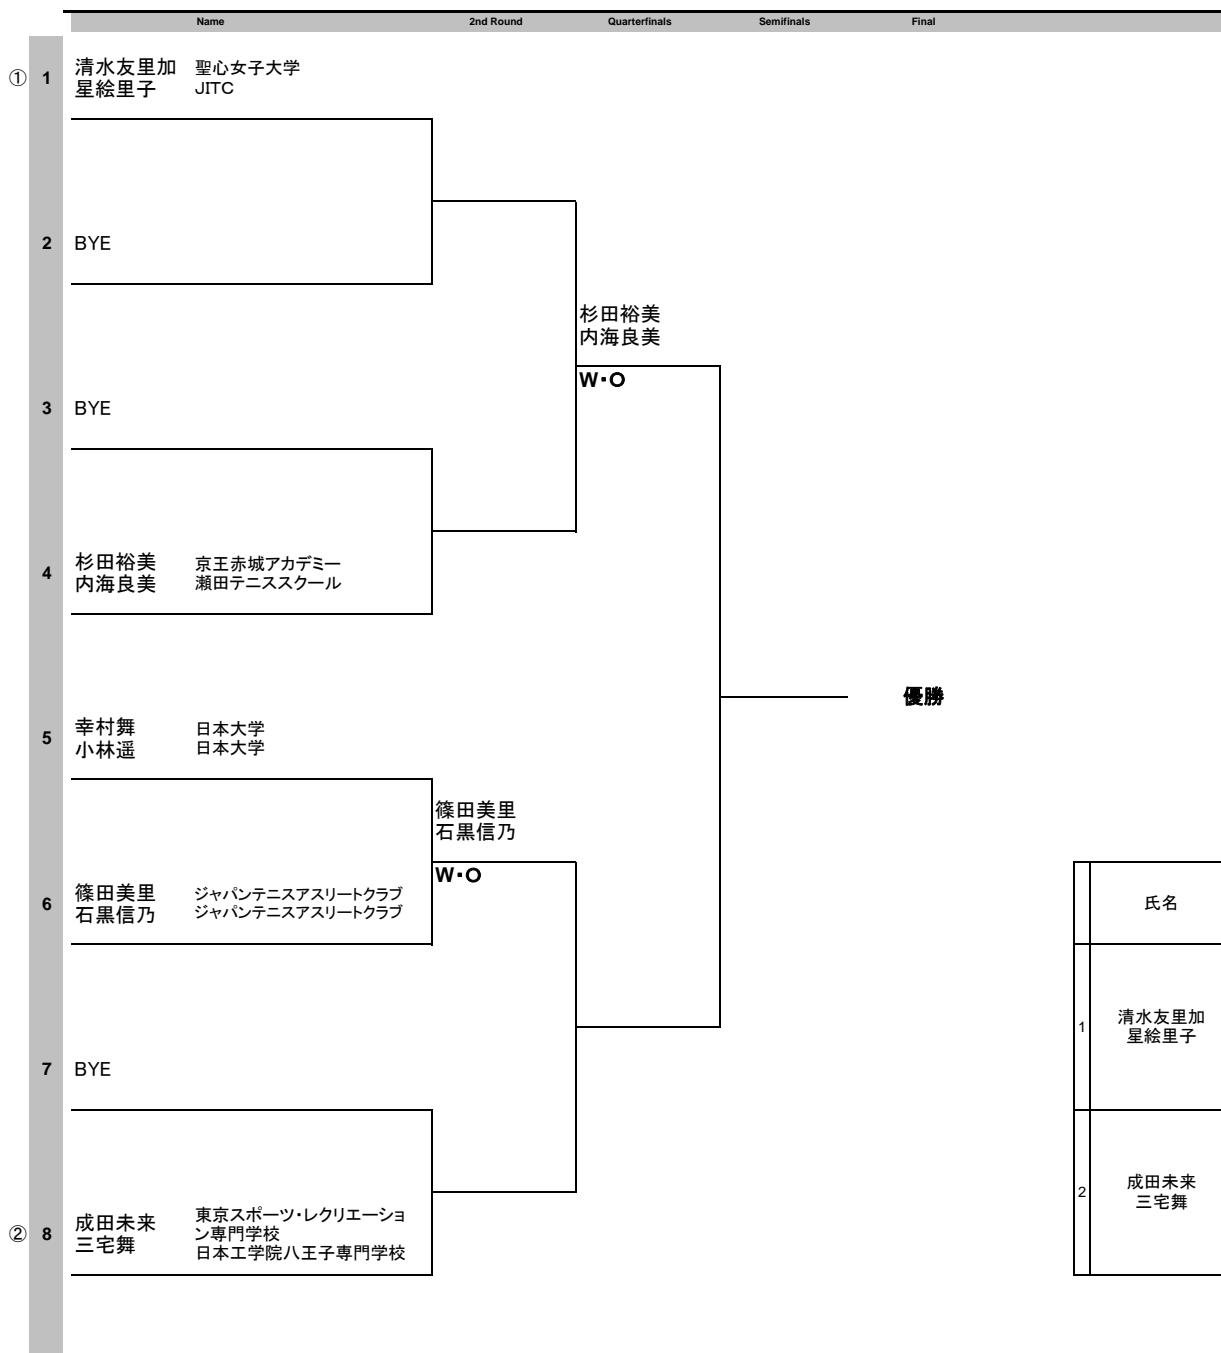 Name 2nd Round Quarterfinals Semifinals Final
① 1 清水友里加 聖心女子大学
星絵里子 JITC
2 BYE
杉田裕美
内海良美
W・O
3 BYE
4 杉田裕美 京王赤城アカデミー
内海良美 瀬田テニススクール
優勝
5 幸村舞 日本大学
小林遥 日本大学
篠田美里
石黒信乃
W・O
6 篠田美里 ジャパンテニスアスリートクラブ
石黒信乃 ジャパンテニスアスリートクラブ
氏名
1 清水友里加
星絵里子
7 BYE
② 8 成田未来 東京スポーツ・レクリエーショ
ン専門学校
三宅舞 日本工学院八王子専門学校
2 成田未来
三宅舞